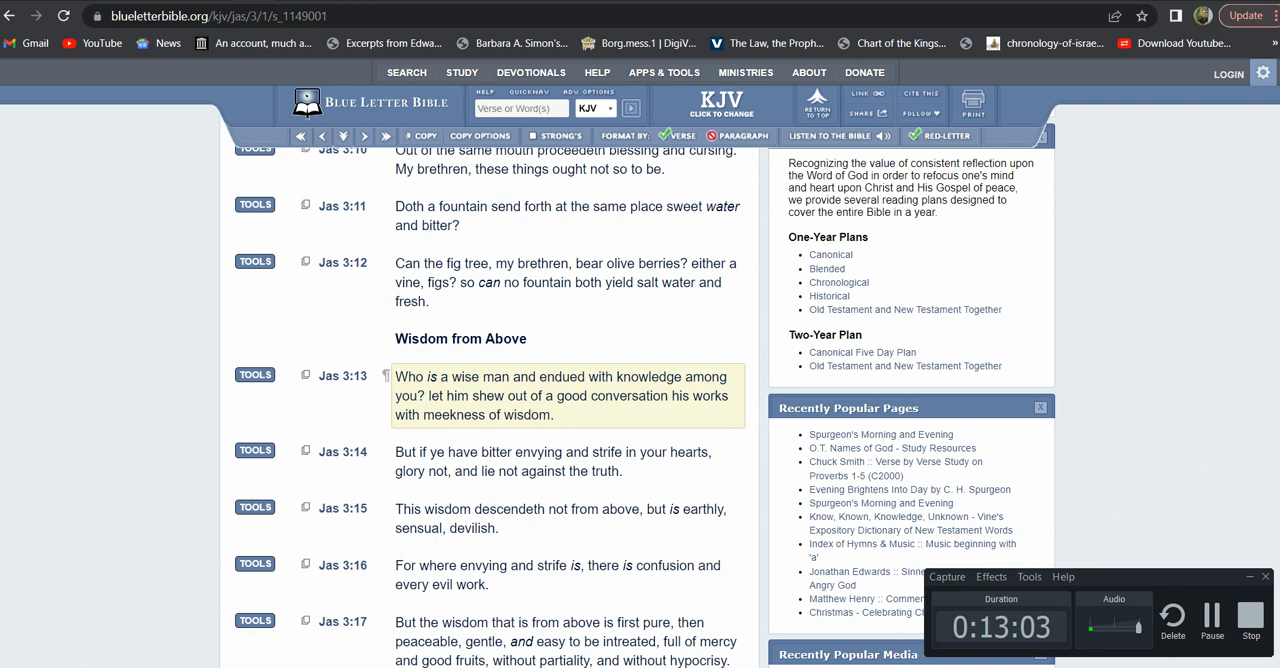 blueletterbible.org/kjv/jas/3/1/s_1149001
Update
Gmail
YouTube
News
An account, much a...
Excerpts from Edwa...
Barbara A. Simon's...
Borg.mess.1 | DigiV...
The Law, the Proph...
Chart of the Kings...
chronology-of-israe...
Download Youtube...
»
SEARCH STUDY DEVOTIONALS HELP APPS & TOOLS MINISTRIES ABOUT DONATE
LOGIN
BLUE LETTER BIBLE
HELP QUICKNAV ADV OPTIONS
Verse or Word(s)
KJV
KJV
CLICK TO CHANGE
RETURN
TO TOP
LINK
CITE THIS
SHARE
FOLLOW
PRINT
COPY COPY OPTIONS STRONG'S FORMAT BY: VERSE PARAGRAPH LISTEN TO THE BIBLE RED-LETTER
TOOLS Jas 3:10 Out of the same mouth proceedeth blessing and cursing.
My brethren, these things ought not so to be.
TOOLS Jas 3:11 Doth a fountain send forth at the same place sweet water
and bitter?
TOOLS Jas 3:12 Can the fig tree, my brethren, bear olive berries? either a
vine, figs? so can no fountain both yield salt water and
fresh.
Wisdom from Above
TOOLS Jas 3:13 ¶ Who is a wise man and endued with knowledge among
you? let him shew out of a good conversation his works
with meekness of wisdom.
TOOLS Jas 3:14 But if ye have bitter envying and strife in your hearts,
glory not, and lie not against the truth.
TOOLS Jas 3:15 This wisdom descendeth not from above, but is earthly,
sensual, devilish.
TOOLS Jas 3:16 For where envying and strife is, there is confusion and
every evil work.
TOOLS Jas 3:17 But the wisdom that is from above is first pure, then
peaceable, gentle, and easy to be intreated, full of mercy
and good fruits, without partiality, and without hypocrisy.
Recognizing the value of consistent reflection upon
the Word of God in order to refocus one's mind
and heart upon Christ and His Gospel of peace,
we provide several reading plans designed to
cover the entire Bible in a year.
One-Year Plans
Canonical
Blended
Chronological
Historical
Old Testament and New Testament Together
Two-Year Plan
Canonical Five Day Plan
Old Testament and New Testament Together
Recently Popular Pages
Spurgeon's Morning and Evening
O.T. Names of God - Study Resources
Chuck Smith :: Verse by Verse Study on
Proverbs 1-5 (C2000)
Evening Brightens Into Day by C. H. Spurgeon
Spurgeon's Morning and Evening
Know, Known, Knowledge, Unknown - Vine's
Expository Dictionary of New Testament Words
Index of Hymns & Music :: Music beginning with
'a'
Jonathan Edwards :: Sinne
Angry God
Matthew Henry :: Commen
Christmas - Celebrating Ch
Recently Popular Media
Capture Effects Tools Help
Duration
0:13:03
Audio
Delete
Pause
Stop